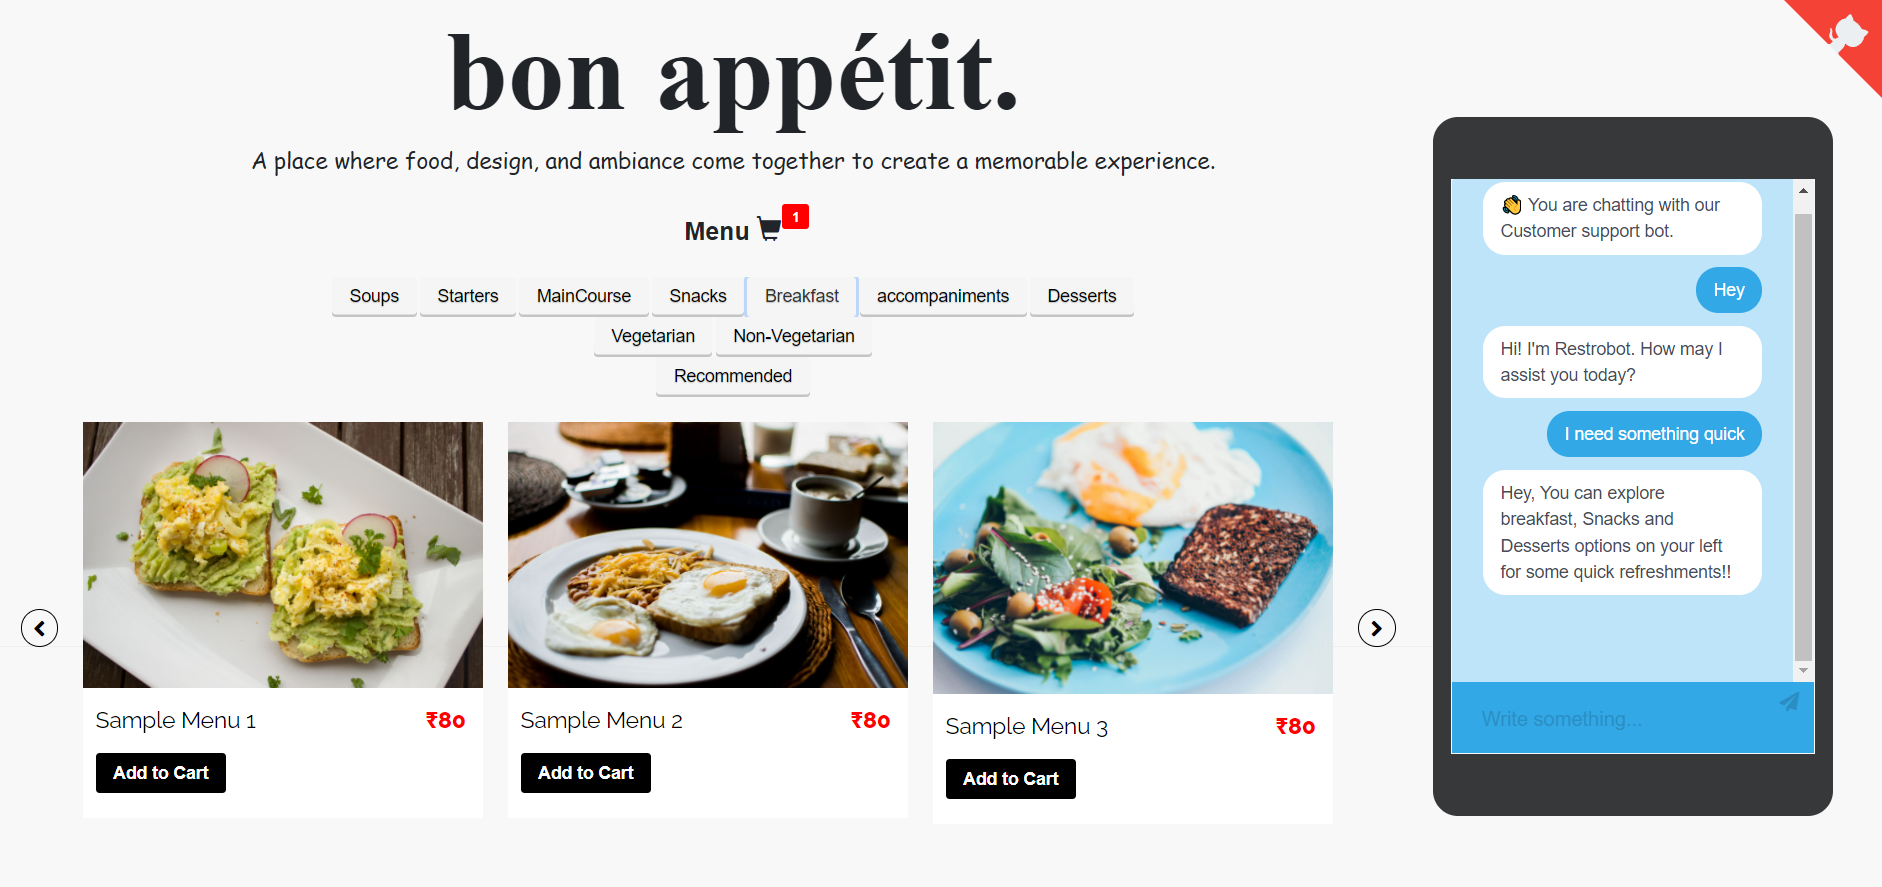 bon appétit.
A place where food, design, and ambiance come together to create a memorable experience.
Menu 1
Soups Starters MainCourse Snacks Breakfast accompaniments Desserts
Vegetarian Non-Vegetarian
Recommended
Sample Menu 1 ₹80
Add to Cart
Sample Menu 2 ₹80
Add to Cart
Sample Menu 3 ₹80
Add to Cart
👋 You are chatting with our
Customer support bot.
Hey
Hi! I'm Restrobot. How may I
assist you today?
I need something quick
Hey, You can explore
breakfast, Snacks and
Desserts options on your left
for some quick refreshments!!
Write something...